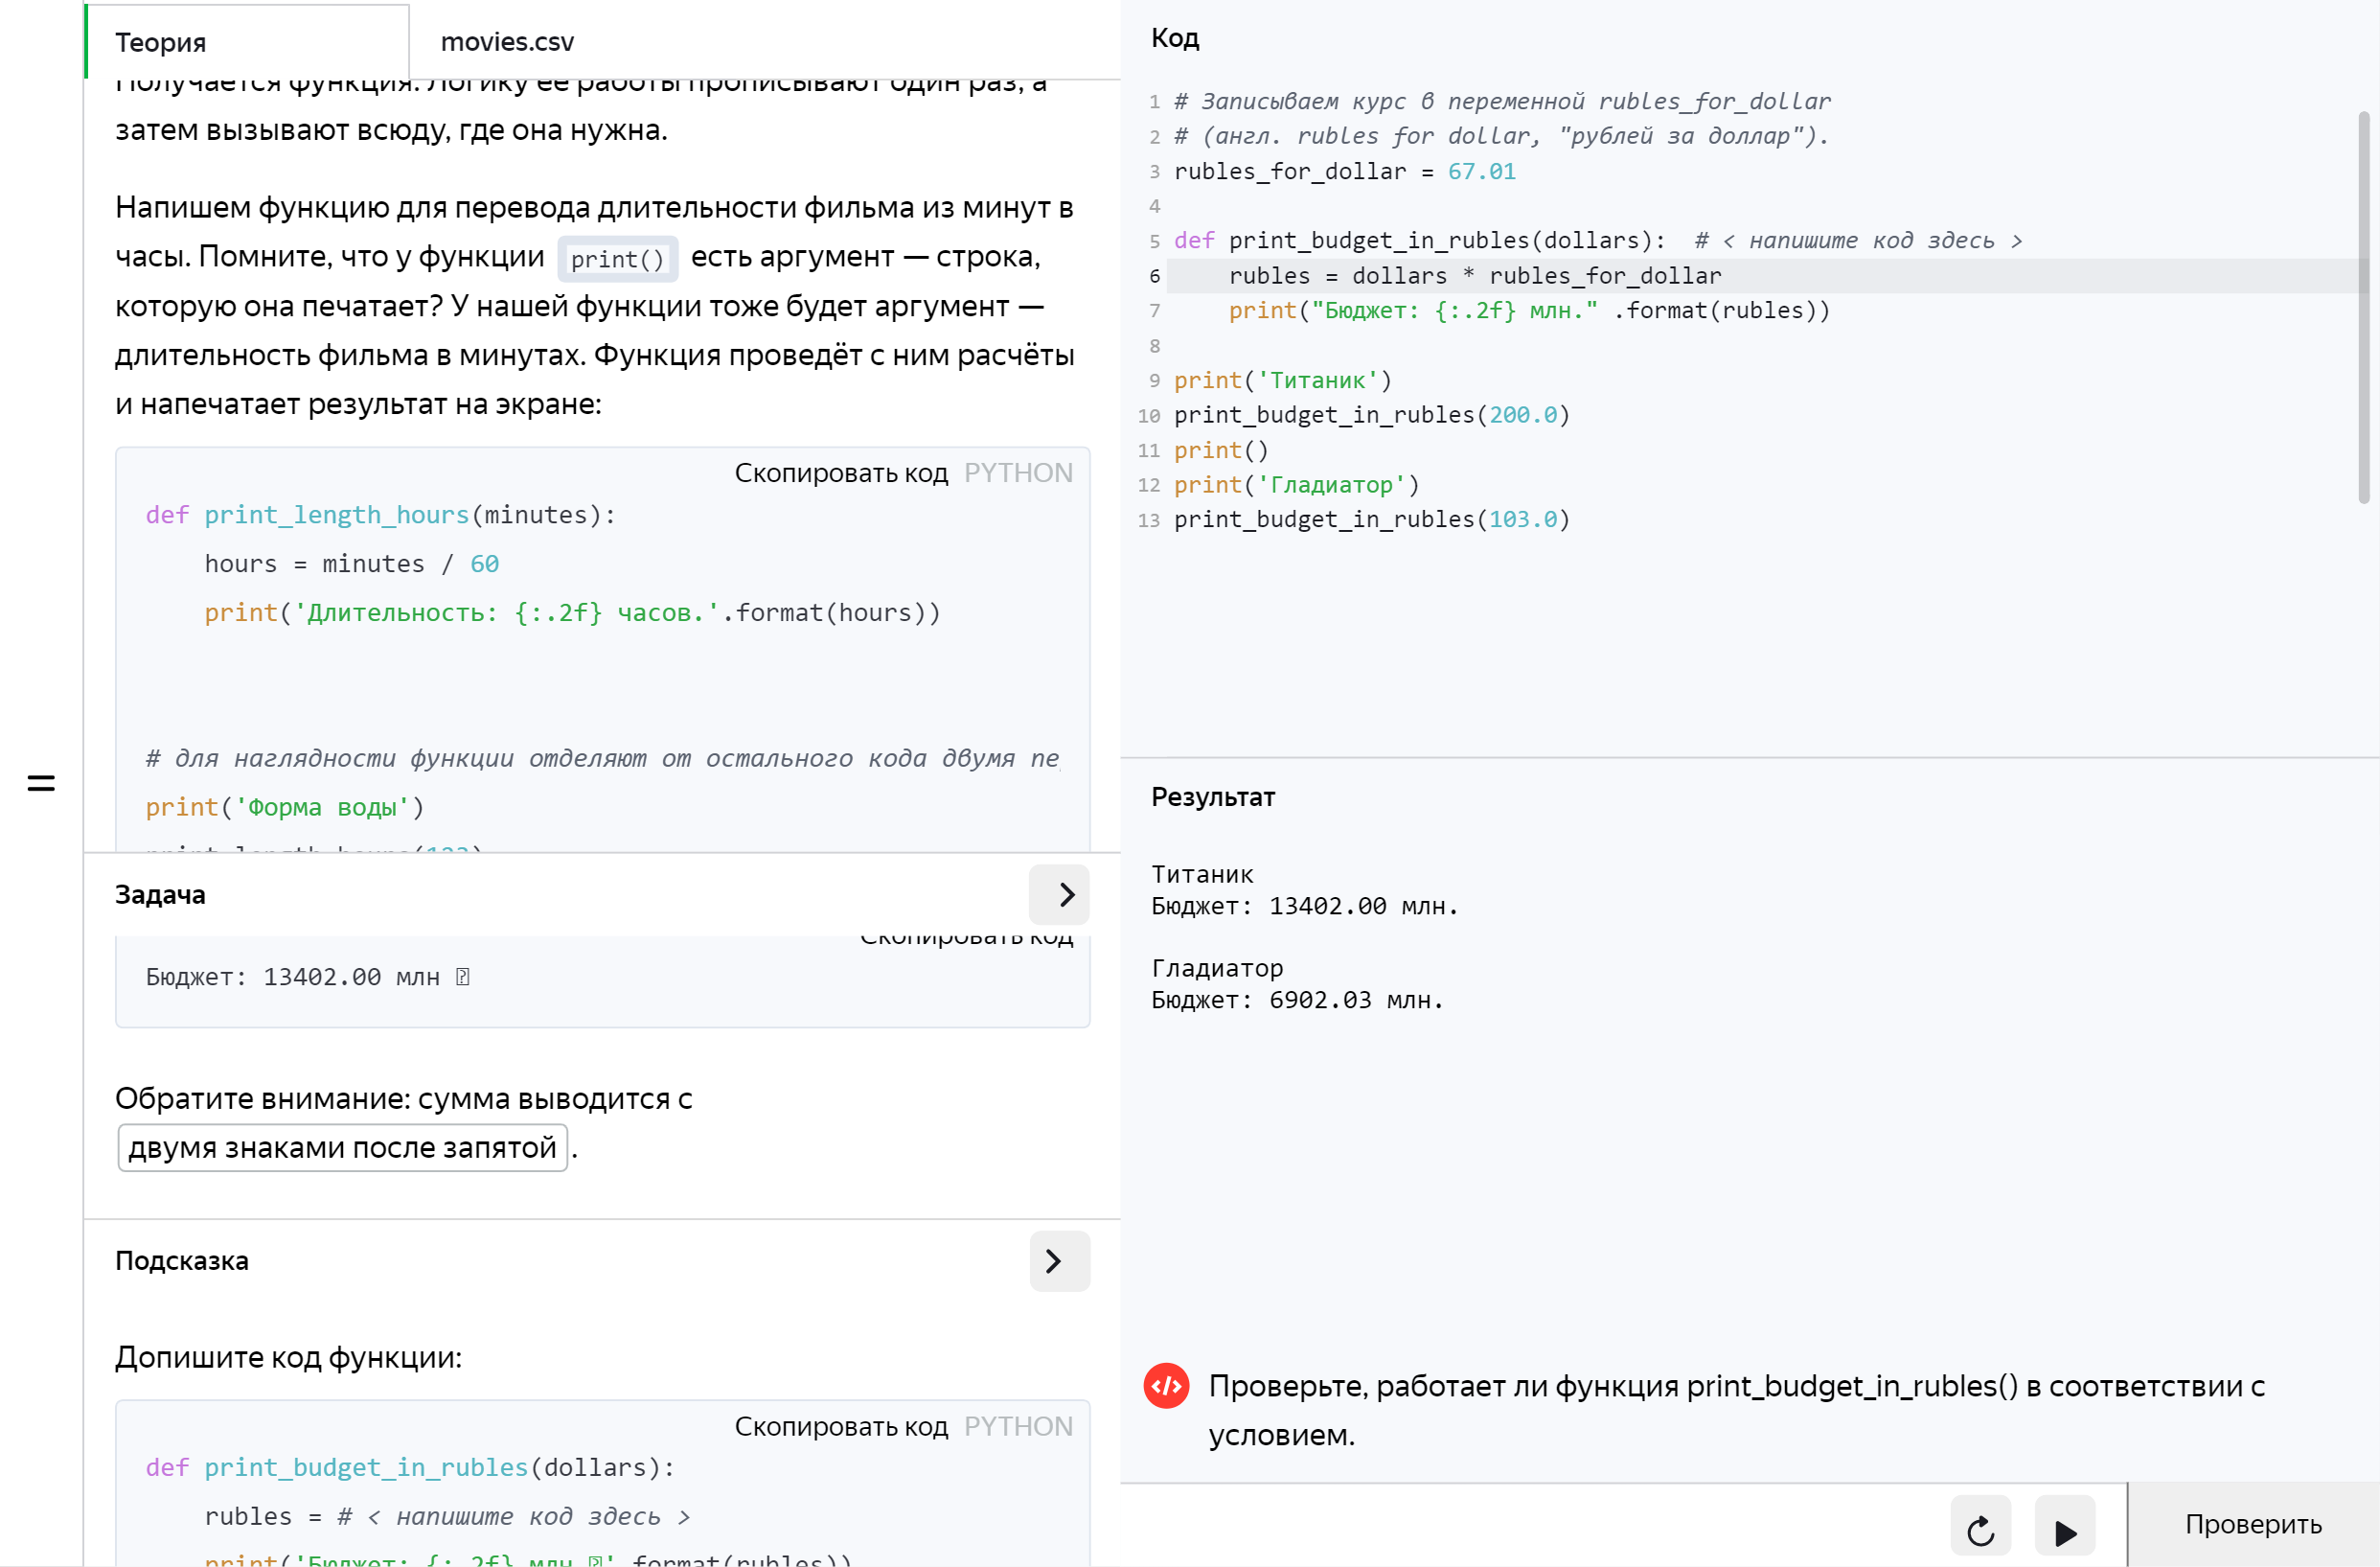 Теория
movies.csv
Получается функция. Логику её работы прописывают один раз, а
затем вызывают всюду, где она нужна.
Напишем функцию для перевода длительности фильма из минут в
часы. Помните, что у функции print() есть аргумент — строка,
которую она печатает? У нашей функции тоже будет аргумент —
длительность фильма в минутах. Функция проведёт с ним расчёты
и напечатает результат на экране:
Скопировать код PYTHON
def print_length_hours(minutes):
    hours = minutes / 60
    print('Длительность: {:.2f} часов.'.format(hours))
# для наглядности функции отделяют от остального кода двумя пе
print('Форма воды')
print_length_hours(123)
Задача
Скопировать код
Бюджет: 13402.00 млн
Обратите внимание: сумма выводится с
двумя знаками после запятой.
Подсказка
Допишите код функции:
Скопировать код PYTHON
def print_budget_in_rubles(dollars):
    rubles = # < напишите код здесь >
    print('Бюджет: {:.2f} млн '.format(rubles))
Код
1 # Записываем курс в переменной rubles_for_dollar
2 # (англ. rubles for dollar, "рублей за доллар").
3 rubles_for_dollar = 67.01
4
5 def print_budget_in_rubles(dollars):  # < напишите код здесь >
6     rubles = dollars * rubles_for_dollar
7     print("Бюджет: {:.2f} млн." .format(rubles))
8
9 print('Титаник')
10 print_budget_in_rubles(200.0)
11 print()
12 print('Гладиатор')
13 print_budget_in_rubles(103.0)
Результат
Титаник
Бюджет: 13402.00 млн.
Гладиатор
Бюджет: 6902.03 млн.
</> Проверьте, работает ли функция print_budget_in_rubles() в соответствии с
условием.
Проверить